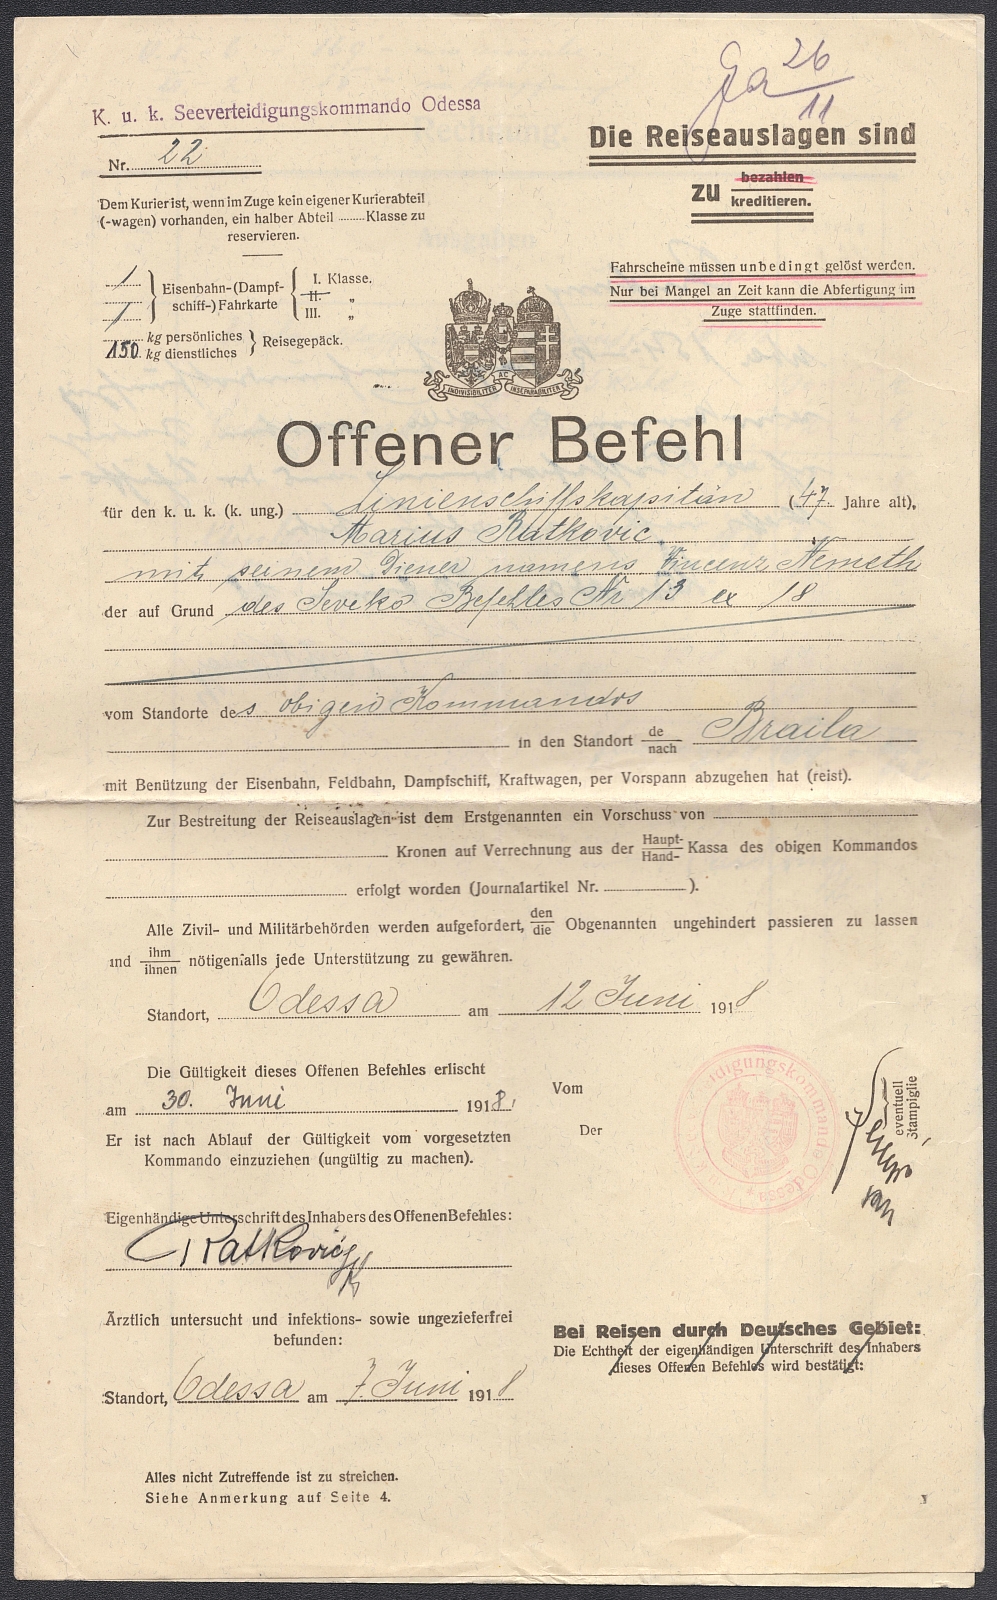 K. u. k. Seeverteidigungskommando Odessa
Nr. 22
26
11
Die Reiseauslagen sind
zu bezahlen
kreditieren.
Dem Kurier ist, wenn im Zuge kein eigener Kurierabteil
(-wagen) vorhanden, ein halber Abteil ........ Klasse zu
reservieren.
Fahrscheine müssen unbedingt gelöst werden.
Nur bei Mangel an Zeit kann die Abfertigung im
Zuge stattfinden.
1 Eisenbahn-(Dampf- I. Klasse.
II. "
1 schiff-) Fahrkarte III. "
kg persönliches
150 kg dienstliches Reisegepäck.
INDIVISIBILITER AC INSEPARABILITER
Offener Befehl
für den k. u. k. (k. ung.) Linienschiffskapitän (47 Jahre alt),
Marius Ratkovic
mit seinem Diener namens Vincenz Nemeth
der auf Grund des Seveko Befehles Nr 13 ex 18
vom Standorte des obigen Kommandos
in den Standort de
nach Braila
mit Benützung der Eisenbahn, Feldbahn, Dampfschiff, Kraftwagen, per Vorspann abzugehen hat (reist).
Zur Bestreitung der Reiseauslagen ist dem Erstgenannten ein Vorschuss von
Kronen auf Verrechnung aus der Haupt-
Hand- Kassa des obigen Kommandos
erfolgt worden (Journalartikel Nr. ).
Alle Zivil- und Militärbehörden werden aufgefordert, den
die Obgenannten ungehindert passieren zu lassen
und ihm
ihnen nötigenfalls jede Unterstützung zu gewähren.
Standort, Odessa am 12 Juni 1918
Die Gültigkeit dieses Offenen Befehles erlischt
am 30. Juni 1918.
Vom
Der
Er ist nach Ablauf der Gültigkeit vom vorgesetzten
Kommando einzuziehen (ungültig zu machen).
eventuell
Stampiglie
Eigenhändige Unterschrift des Inhabers des Offenen Befehles:
Ratković
Ärztlich untersucht und infektions- sowie ungezieferfrei
befunden:
Standort, Odessa am 7. Juni 1918
Bei Reisen durch Deutsches Gebiet:
Die Echtheit der eigenhändigen Unterschrift des Inhabers
dieses Offenen Befehles wird bestätigt:
Alles nicht Zutreffende ist zu streichen.
Siehe Anmerkung auf Seite 4.